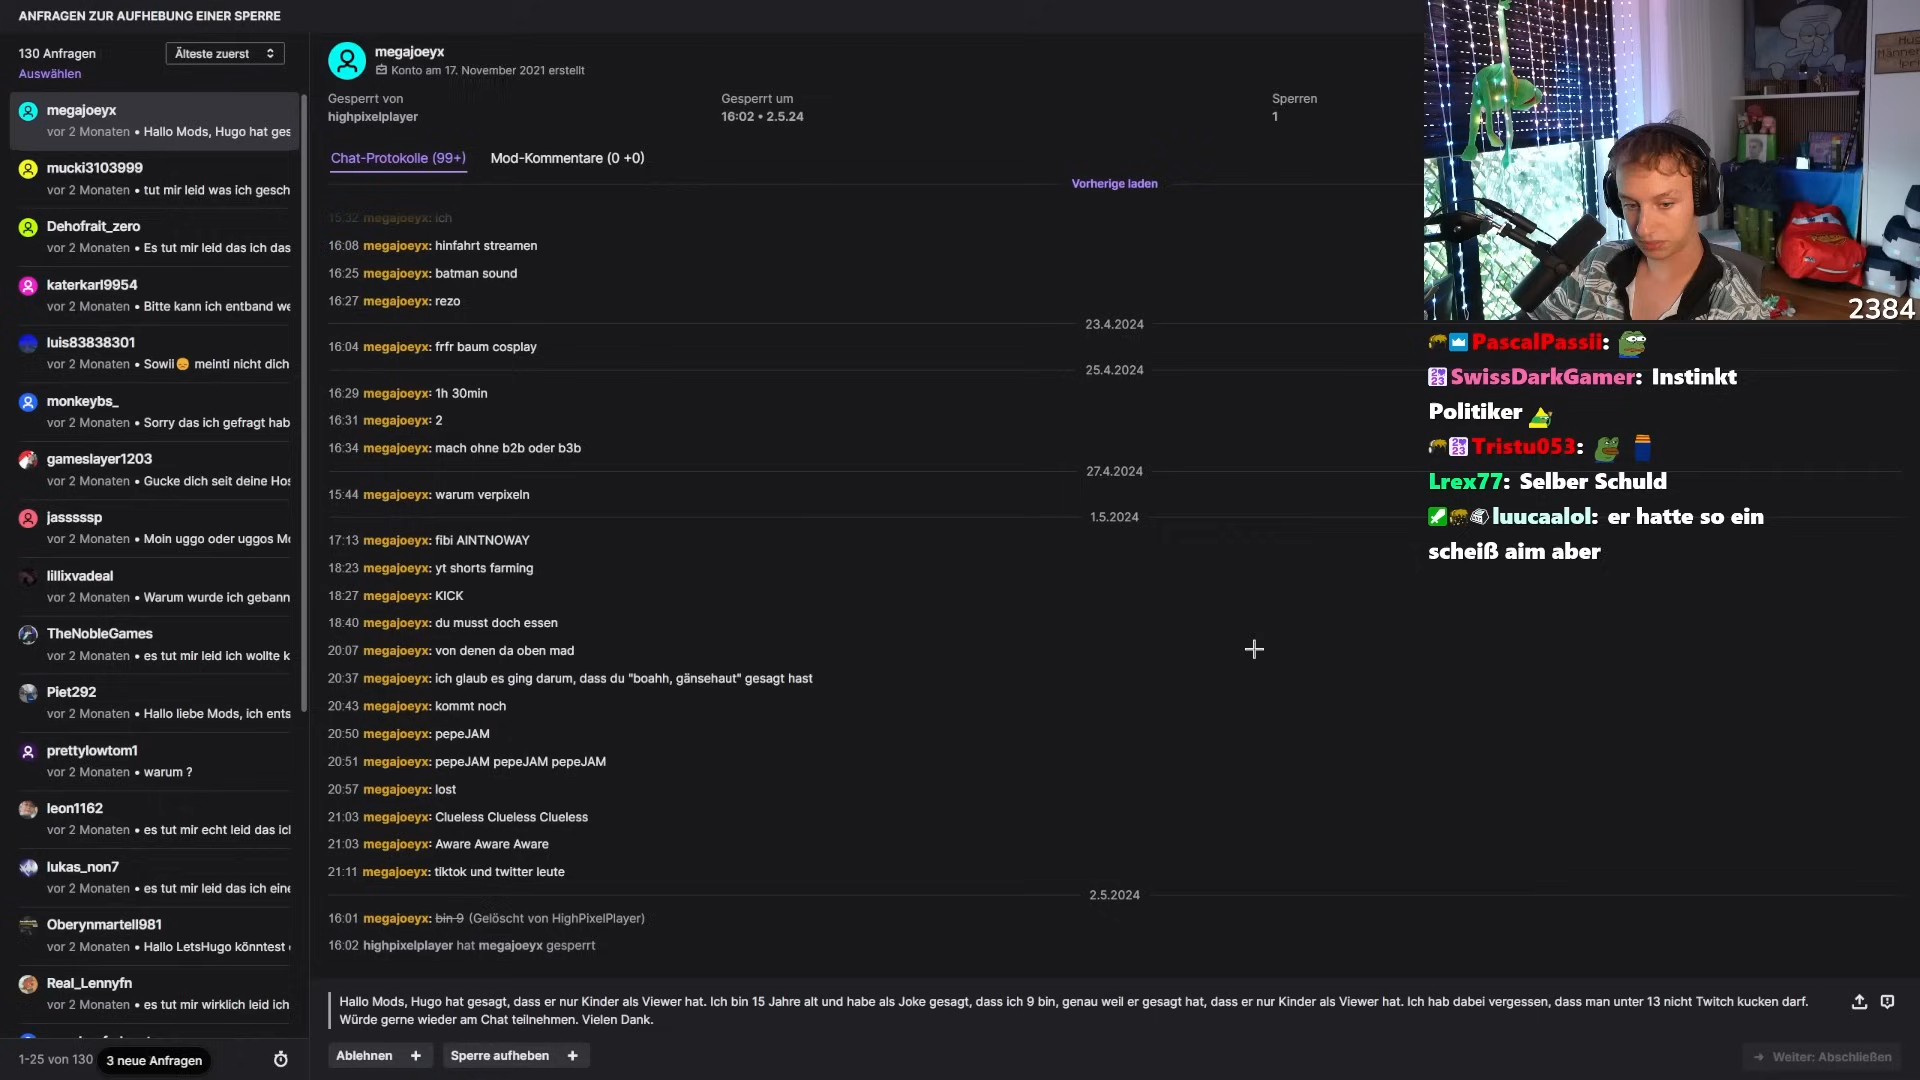 ANFRAGEN ZUR AUFHEBUNG EINER SPERRE
130 Anfragen
Älteste zuerst
Auswählen
megajoeyx
vor 2 Monaten • Hallo Mods, Hugo hat ges
mucki3103999
vor 2 Monaten • tut mir leid was ich gesch
Dehofrait_zero
vor 2 Monaten • Es tut mir leid das ich das
katerkarl9954
vor 2 Monaten • Bitte kann ich entband we
luis83838301
vor 2 Monaten • Sowii😔 meinti nicht dich
monkeybs_
vor 2 Monaten • Sorry das ich gefragt hab
gameslayer1203
vor 2 Monaten • Gucke dich seit deine Hos
jasssssp
vor 2 Monaten • Moin uggo oder uggos Mo
lillixvadeal
vor 2 Monaten • Warum wurde ich gebann
TheNobleGames
vor 2 Monaten • es tut mir leid ich wollte k
Piet292
vor 2 Monaten • Hallo liebe Mods, ich ents
prettylowtom1
vor 2 Monaten • warum ?
leon1162
vor 2 Monaten • es tut mir echt leid das icl
lukas_non7
vor 2 Monaten • es tut mir leid das ich eine
Oberynmartell981
vor 2 Monaten • Hallo LetsHugo könntest
Real_Lennyfn
vor 2 Monaten • es tut mir wirklich leid ich
1-25 von 130
3 neue Anfragen
megajoeyx
Konto am 17. November 2021 erstellt
Gesperrt von
highpixelplayer
Gesperrt um
16:02 • 2.5.24
Sperren
1
Chat-Protokolle (99+)
Mod-Kommentare (0 +0)
Vorherige laden
15:32 megajoeyx: ich
16:08 megajoeyx: hinfahrt streamen
16:25 megajoeyx: batman sound
16:27 megajoeyx: rezo
23.4.2024
16:04 megajoeyx: frfr baum cosplay
25.4.2024
16:29 megajoeyx: 1h 30min
16:31 megajoeyx: 2
16:34 megajoeyx: mach ohne b2b oder b3b
27.4.2024
15:44 megajoeyx: warum verpixeln
1.5.2024
17:13 megajoeyx: fibi AINTNOWAY
18:23 megajoeyx: yt shorts farming
18:27 megajoeyx: KICK
18:40 megajoeyx: du musst doch essen
20:07 megajoeyx: von denen da oben mad
20:37 megajoeyx: ich glaub es ging darum, dass du "boahh, gänsehaut" gesagt hast
20:43 megajoeyx: kommt noch
20:50 megajoeyx: pepeJAM
20:51 megajoeyx: pepeJAM pepeJAM pepeJAM
20:57 megajoeyx: lost
21:03 megajoeyx: Clueless Clueless Clueless
21:03 megajoeyx: Aware Aware Aware
21:11 megajoeyx: tiktok und twitter leute
2.5.2024
16:01 megajoeyx: bin 9 (Gelöscht von HighPixelPlayer)
16:02 highpixelplayer hat megajoeyx gesperrt
Hallo Mods, Hugo hat gesagt, dass er nur Kinder als Viewer hat. Ich bin 15 Jahre alt und habe als Joke gesagt, dass ich 9 bin, genau weil er gesagt hat, dass er nur Kinder als Viewer hat. Ich hab dabei vergessen, dass man unter 13 nicht Twitch kucken darf.
Würde gerne wieder am Chat teilnehmen. Vielen Dank.
Ablehnen
Sperre aufheben
Weiter: Abschließen
2384
PascalPassii:
SwissDarkGamer: Instinkt
Politiker
Tristu053:
Lrex77: Selber Schuld
luucaalol: er hatte so ein
scheiß aim aber